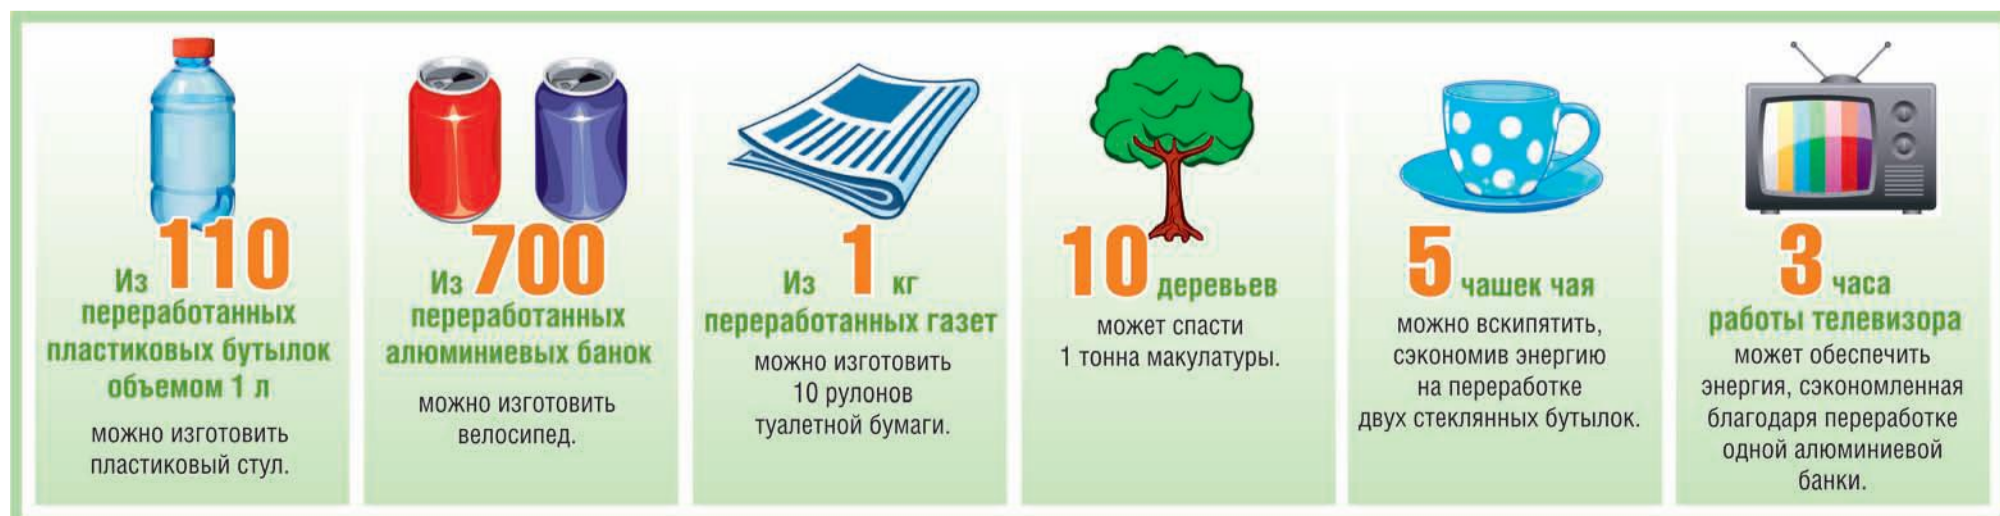 Из 110
переработанных
пластиковых бутылок
объемом 1 л
можно изготовить
пластиковый стул.
Из 700
переработанных
алюминиевых банок
можно изготовить
велосипед.
Из 1 кг
переработанных газет
можно изготовить
10 рулонов
туалетной бумаги.
10 деревьев
может спасти
1 тонна макулатуры.
5 чашек чая
можно вскипятить,
сэкономив энергию
на переработке
двух стеклянных бутылок.
3 часа
работы телевизора
может обеспечить
энергия, сэкономленная
благодаря переработке
одной алюминиевой
банки.